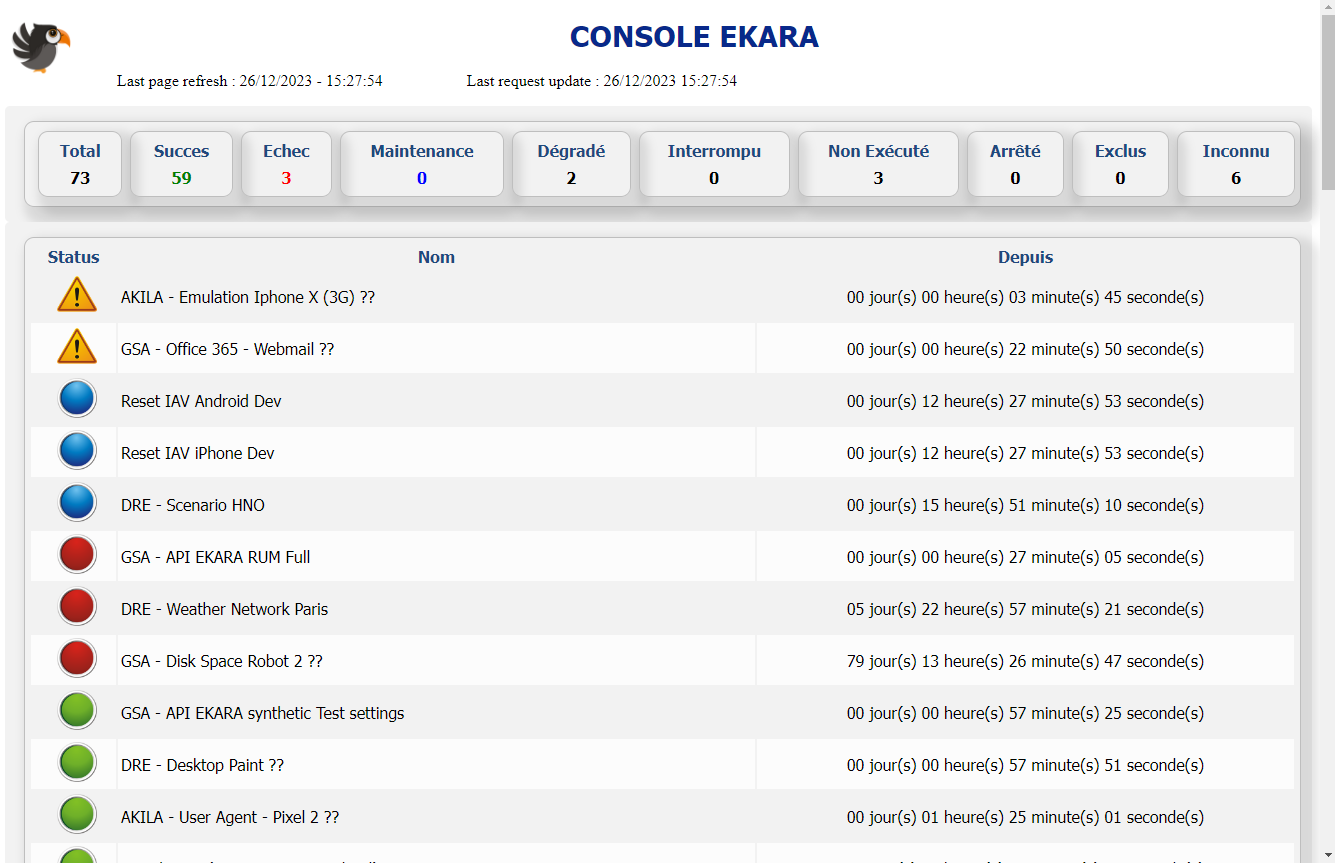 CONSOLE EKARA
Last page refresh : 26/12/2023 - 15:27:54 Last request update : 26/12/2023 15:27:54
Total Succes Echec Maintenance Dégradé Interrompu Non Exécuté Arrêté Exclus Inconnu
73 59 3 0 2 0 3 0 0 6
Status Nom Depuis
AKILA - Emulation Iphone X (3G) ?? 00 jour(s) 00 heure(s) 03 minute(s) 45 seconde(s)
GSA - Office 365 - Webmail ?? 00 jour(s) 00 heure(s) 22 minute(s) 50 seconde(s)
Reset IAV Android Dev 00 jour(s) 12 heure(s) 27 minute(s) 53 seconde(s)
Reset IAV iPhone Dev 00 jour(s) 12 heure(s) 27 minute(s) 53 seconde(s)
DRE - Scenario HNO 00 jour(s) 15 heure(s) 51 minute(s) 10 seconde(s)
GSA - API EKARA RUM Full 00 jour(s) 00 heure(s) 27 minute(s) 05 seconde(s)
DRE - Weather Network Paris 05 jour(s) 22 heure(s) 57 minute(s) 21 seconde(s)
GSA - Disk Space Robot 2 ?? 79 jour(s) 13 heure(s) 26 minute(s) 47 seconde(s)
GSA - API EKARA synthetic Test settings 00 jour(s) 00 heure(s) 57 minute(s) 25 seconde(s)
DRE - Desktop Paint ?? 00 jour(s) 00 heure(s) 57 minute(s) 51 seconde(s)
AKILA - User Agent - Pixel 2 ?? 00 jour(s) 01 heure(s) 25 minute(s) 01 seconde(s)